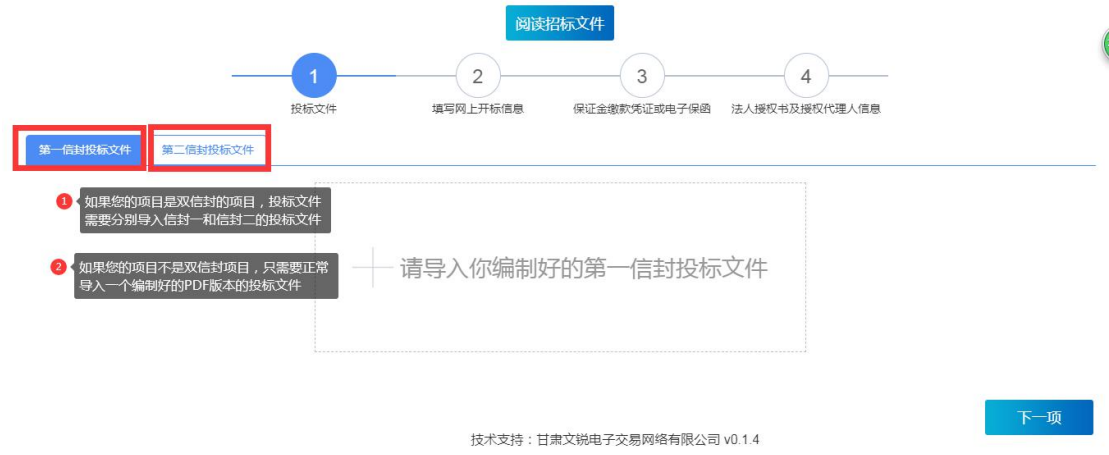 阅读招标文件
1
2
3
4
投标文件
填写网上开标信息
保证金缴款凭证或电子保函
法人授权书及授权代理人信息
第一信封投标文件
第二信封投标文件
1
如果您的项目是双信封的项目，投标文件
需要分别导入信封一和信封二的投标文件
2
如果您的项目不是双信封项目，只需要正常
导入一个编制好的PDF版本的投标文件
请导入你编制好的第一信封投标文件
下一项
技术支持：甘肃文锐电子交易网络有限公司 v0.1.4